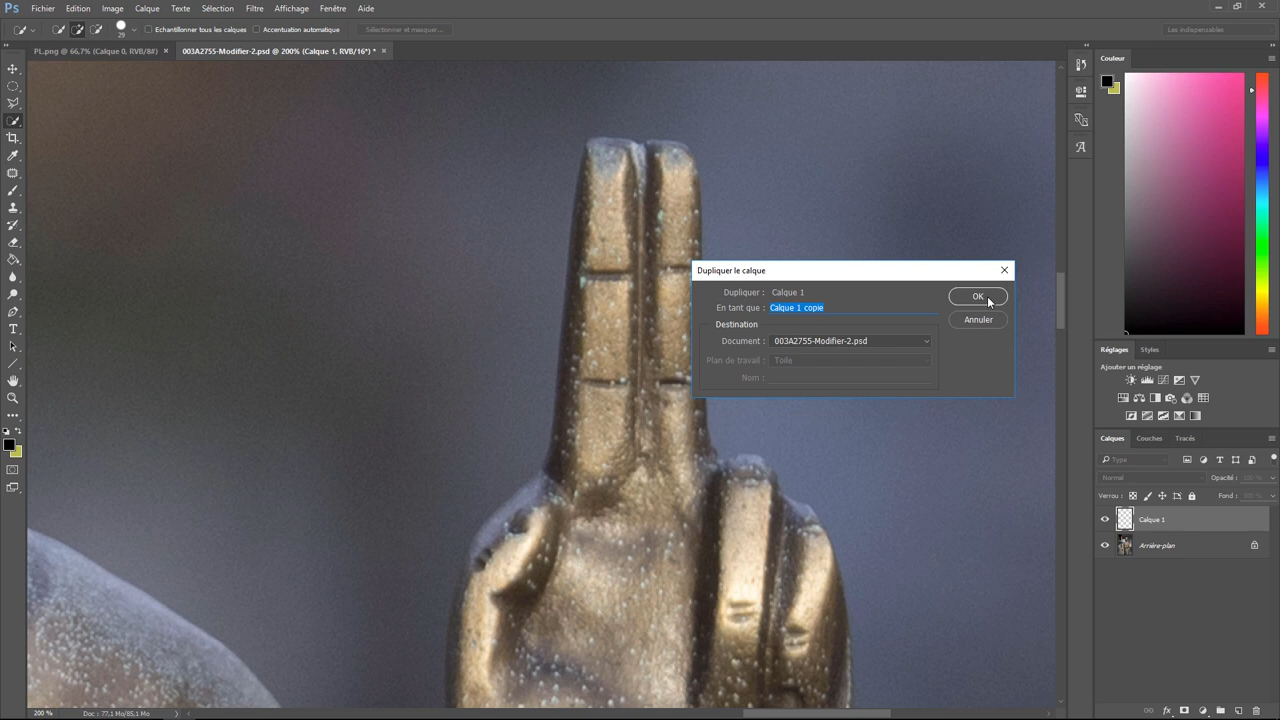 Ps Fichier Edition Image Calque Texte Sélection Filtre Affichage Fenêtre Aide
29 Echantillonner tous les calques Accentuation automatique Sélectionner et masquer... Les indispensables
PL.png @ 66,7% (Calque 0, RVB/8#) × 003A2755-Modifier-2.psd @ 200% (Calque 1, RVB/16*) * ×
Couleur
Dupliquer le calque
Dupliquer : Calque 1
OK
En tant que : Calque 1 copie
Annuler
Destination
Document : 003A2755-Modifier-2.psd
Plan de travail : Toile
Nom :
Réglages Styles
Ajouter un réglage
Calques Couches Tracés
Type
Normal Opacité : 100 %
Verrou : Fond : 100 %
Calque 1
Arrière-plan
200 % Doc : 77,1 Mo/85,1 Mo